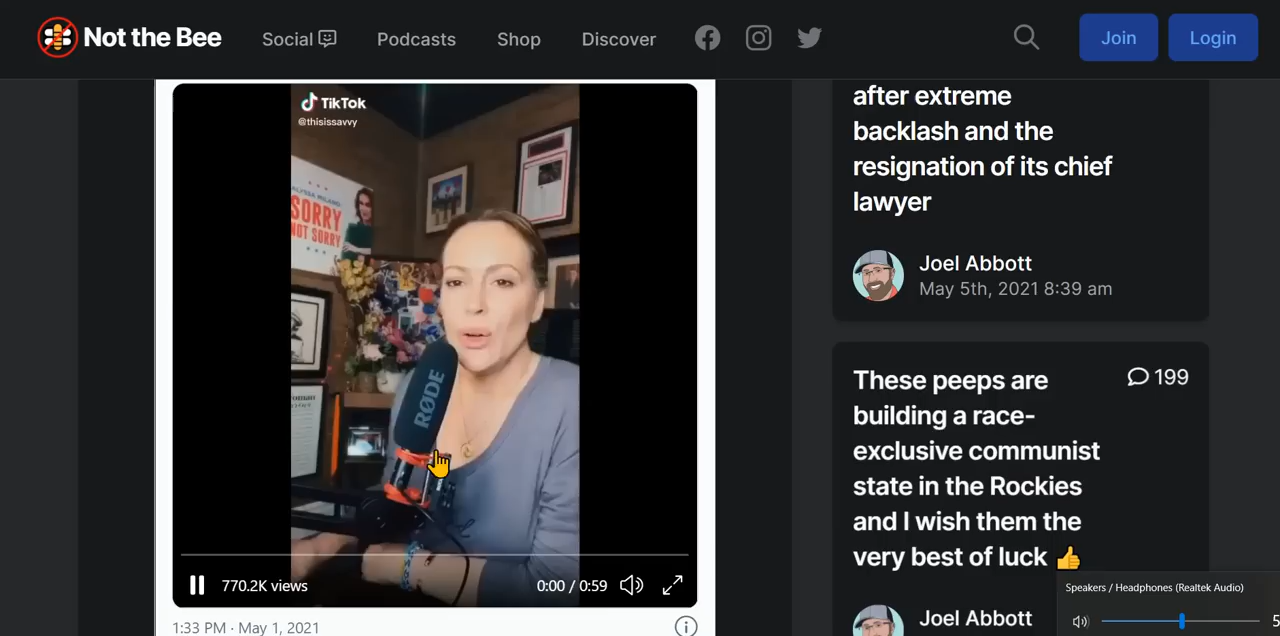 Not the Bee
Social
Podcasts
Shop
Discover
Join
Login
TikTok
@thisissavvy
ALYSSA MILANO:
SORRY
NOT SORRY
RØDE
770.2K views
0:00 / 0:59
1:33 PM · May 1, 2021
after extreme
backlash and the
resignation of its chief
lawyer
Joel Abbott
May 5th, 2021 8:39 am
These peeps are
199
building a race-
exclusive communist
state in the Rockies
and I wish them the
very best of luck 👍
Joel Abbott
Speakers / Headphones (Realtek Audio)
5